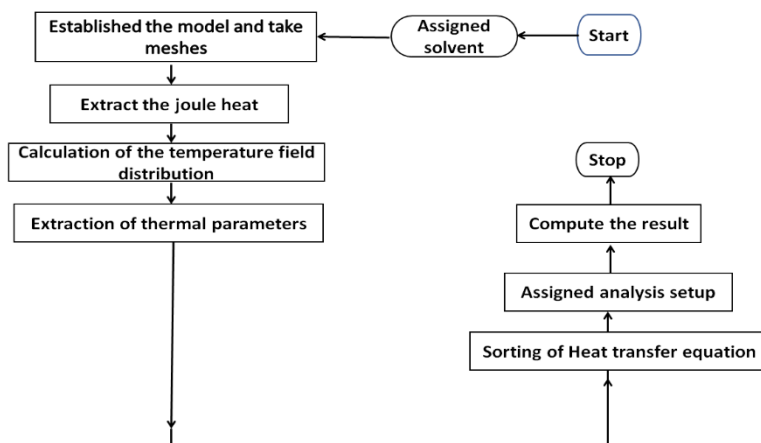 Start
Assigned
solvent
Established the model and take
meshes
Extract the joule heat
Calculation of the temperature field
distribution
Extraction of thermal parameters
Sorting of Heat transfer equation
Assigned analysis setup
Compute the result
Stop